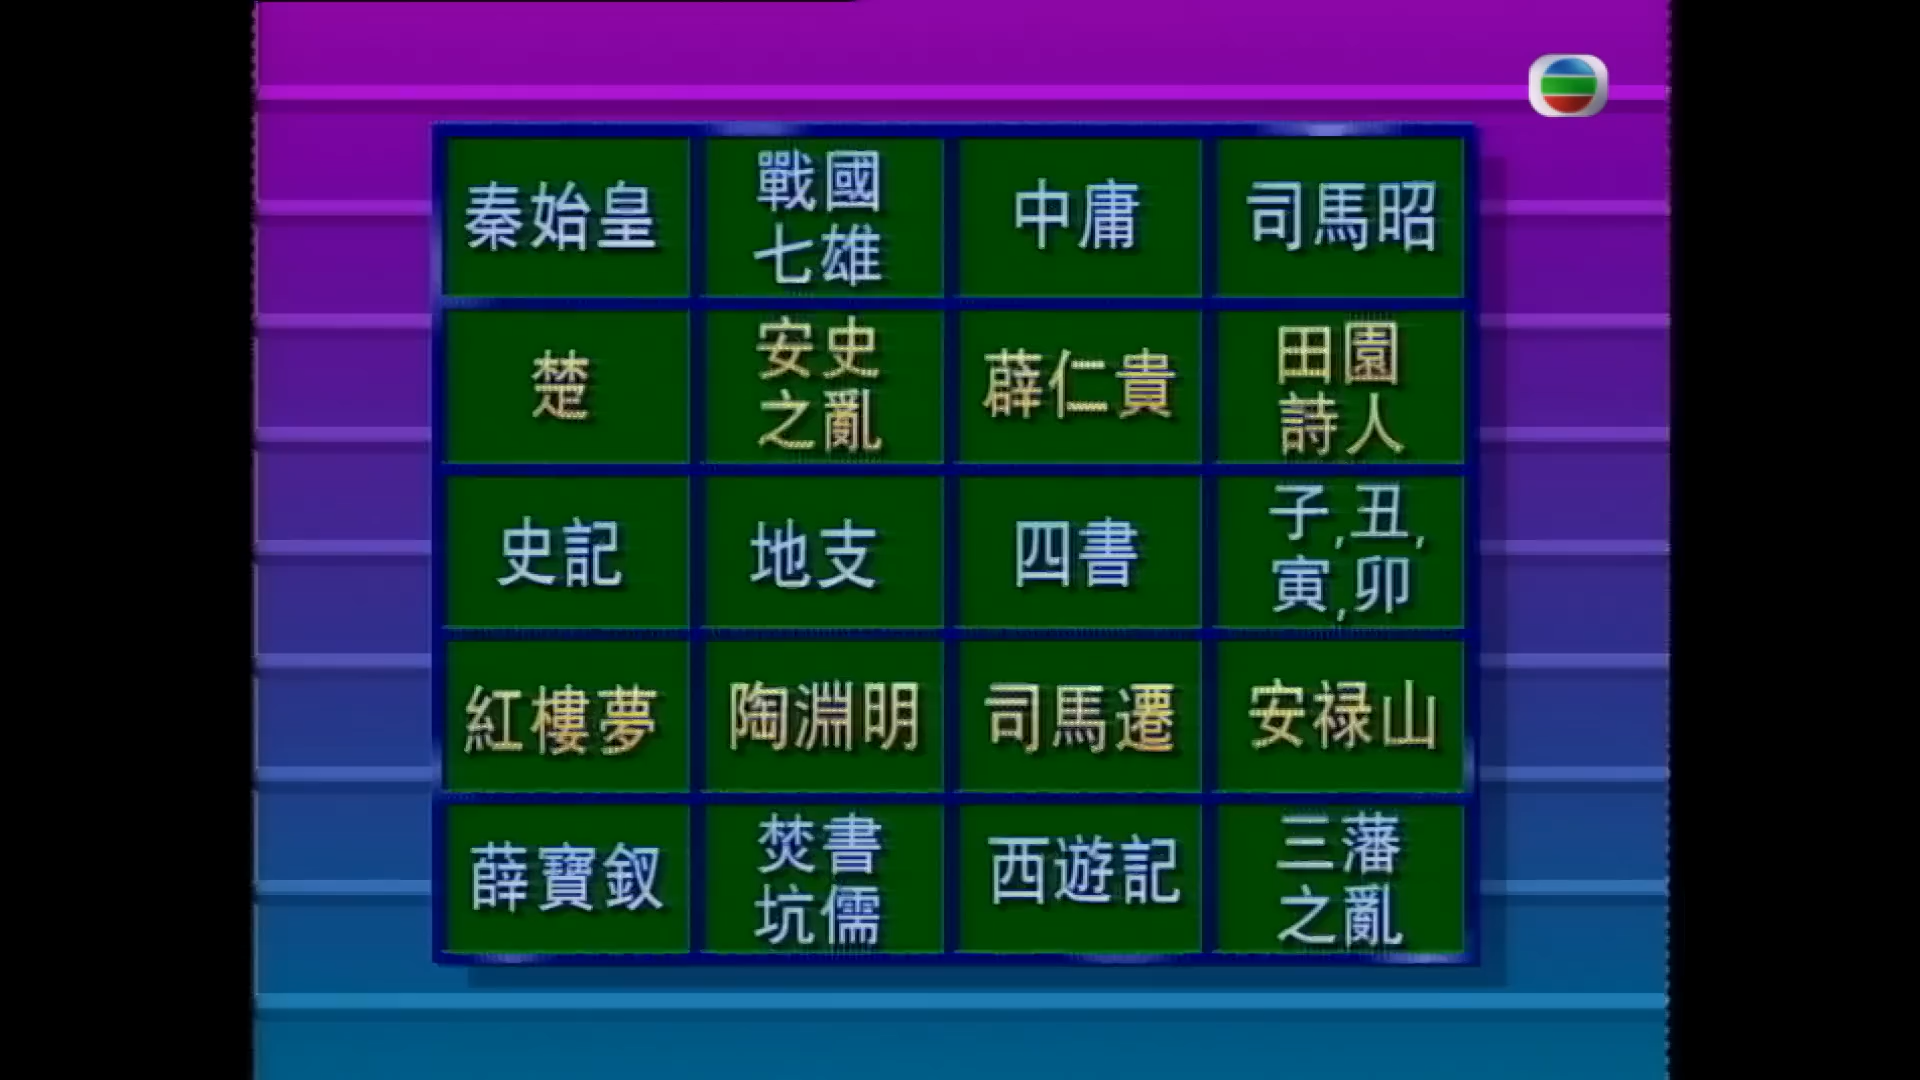 秦始皇
戰國
七雄
中庸
司馬昭
楚
安史
之亂
薜仁貴
田園
詩人
史記
地支
四書
子,丑,
寅,卯
紅樓夢
陶淵明
司馬遷
安禄山
薛寶釵
焚書
坑儒
西遊記
三藩
之亂